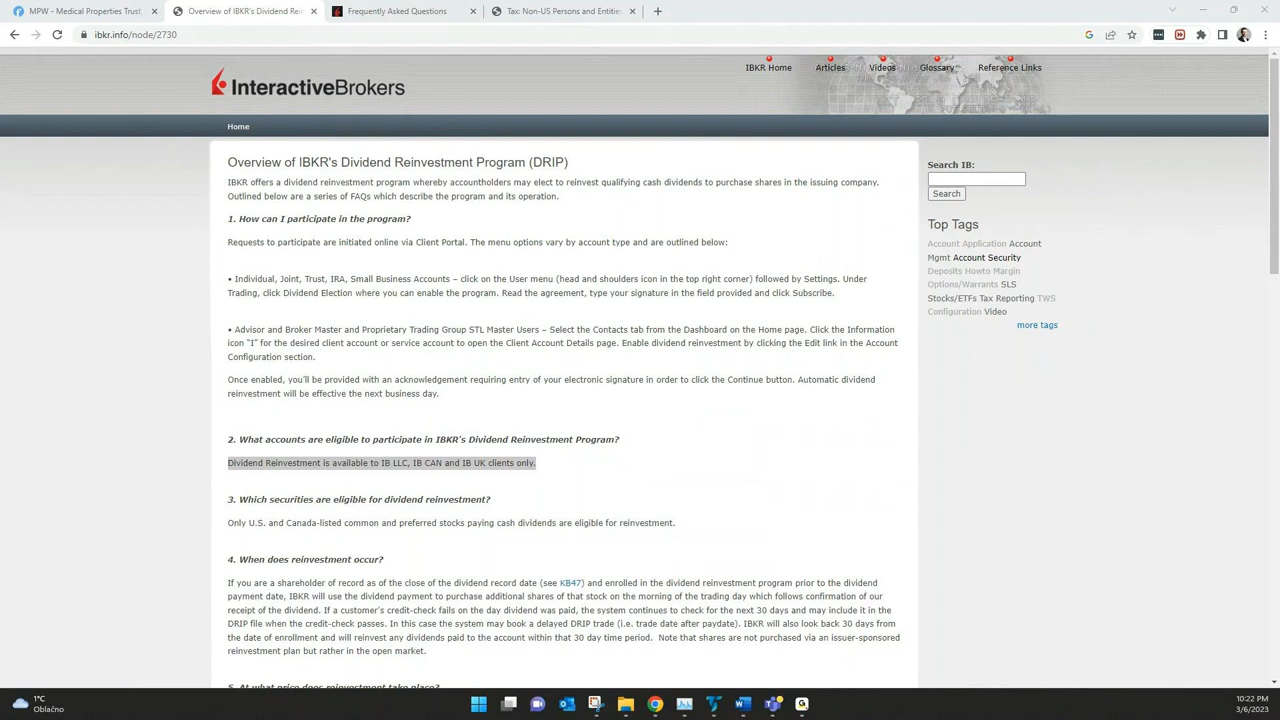 MPW - Medical Properties Trust,
Overview of IBKR's Dividend Rei
Frequently Asked Questions
Tax: Non-US Persons and Entitie
ibkr.info/node/2730
IBKR Home
Articles
Videos
Glossary
Reference Links
InteractiveBrokers
Home
Overview of IBKR's Dividend Reinvestment Program (DRIP)
IBKR offers a dividend reinvestment program whereby accountholders may elect to reinvest qualifying cash dividends to purchase shares in the issuing company.
Outlined below are a series of FAQs which describe the program and its operation.
1. How can I participate in the program?
Requests to participate are initiated online via Client Portal. The menu options vary by account type and are outlined below:
• Individual, Joint, Trust, IRA, Small Business Accounts – click on the User menu (head and shoulders icon in the top right corner) followed by Settings. Under
Trading, click Dividend Election where you can enable the program. Read the agreement, type your signature in the field provided and click Subscribe.
• Advisor and Broker Master and Proprietary Trading Group STL Master Users – Select the Contacts tab from the Dashboard on the Home page. Click the Information
icon "I" for the desired client account or service account to open the Client Account Details page. Enable dividend reinvestment by clicking the Edit link in the Account
Configuration section.
Once enabled, you'll be provided with an acknowledgement requiring entry of your electronic signature in order to click the Continue button. Automatic dividend
reinvestment will be effective the next business day.
2. What accounts are eligible to participate in IBKR's Dividend Reinvestment Program?
Dividend Reinvestment is available to IB LLC, IB CAN and IB UK clients only.
3. Which securities are eligible for dividend reinvestment?
Only U.S. and Canada-listed common and preferred stocks paying cash dividends are eligible for reinvestment.
4. When does reinvestment occur?
If you are a shareholder of record as of the close of the dividend record date (see KB47) and enrolled in the dividend reinvestment program prior to the dividend
payment date, IBKR will use the dividend payment to purchase additional shares of that stock on the morning of the trading day which follows confirmation of our
receipt of the dividend. If a customer's credit-check fails on the day dividend was paid, the system continues to check for the next 30 days and may include it in the
DRIP file when the credit-check passes. In this case the system may book a delayed DRIP trade (i.e. trade date after paydate). IBKR will also look back 30 days from
the date of enrollment and will reinvest any dividends paid to the account within that 30 day time period. Note that shares are not purchased via an issuer-sponsored
reinvestment plan but rather in the open market.
5. At what price does reinvestment take place?
Search IB:
Search
Top Tags
Account Application Account
Mgmt Account Security
Deposits Howto Margin
Options/Warrants SLS
Stocks/ETFs Tax Reporting TWS
Configuration Video
more tags
1°C
Oblačno
10:22 PM
3/6/2023